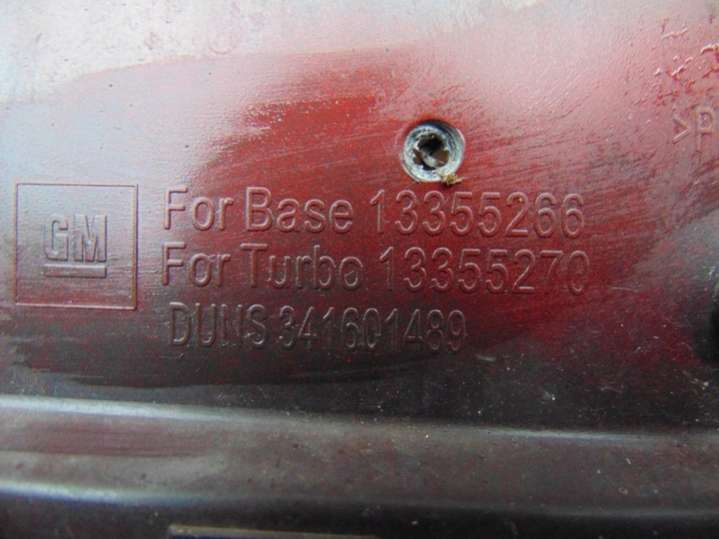 GM
For Base 13355266
For Turbo 13355270
DUNS 341601489
>P